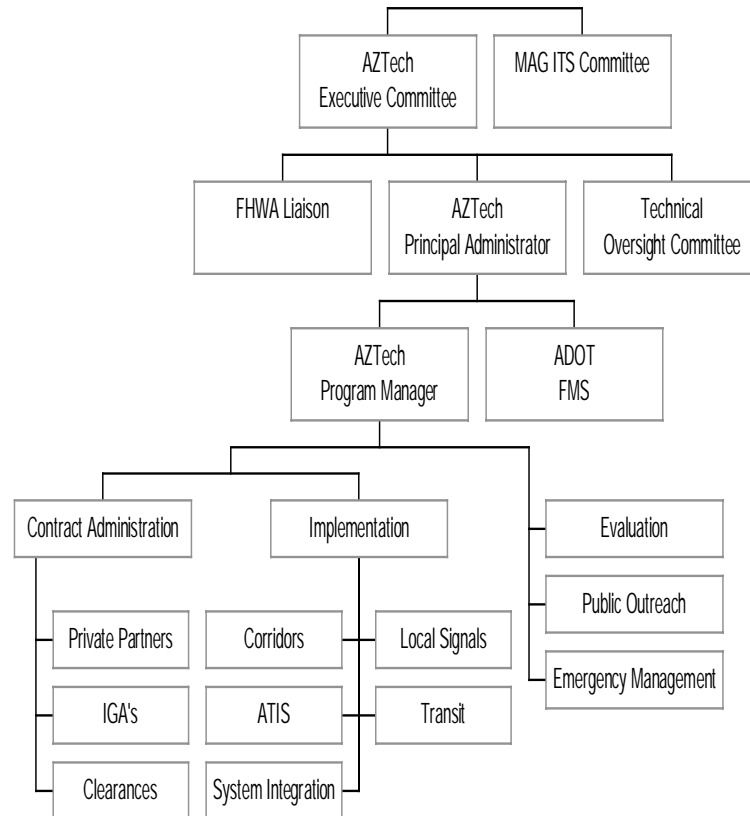 AZTech
Executive Committee
MAG ITS Committee
FHWA Liaison
AZTech
Principal Administrator
Technical
Oversight Committee
AZTech
Program Manager
ADOT
FMS
Contract Administration
Implementation
Evaluation
Public Outreach
Emergency Management
Private Partners
Corridors
Local Signals
IGA's
ATIS
Transit
Clearances
System Integration